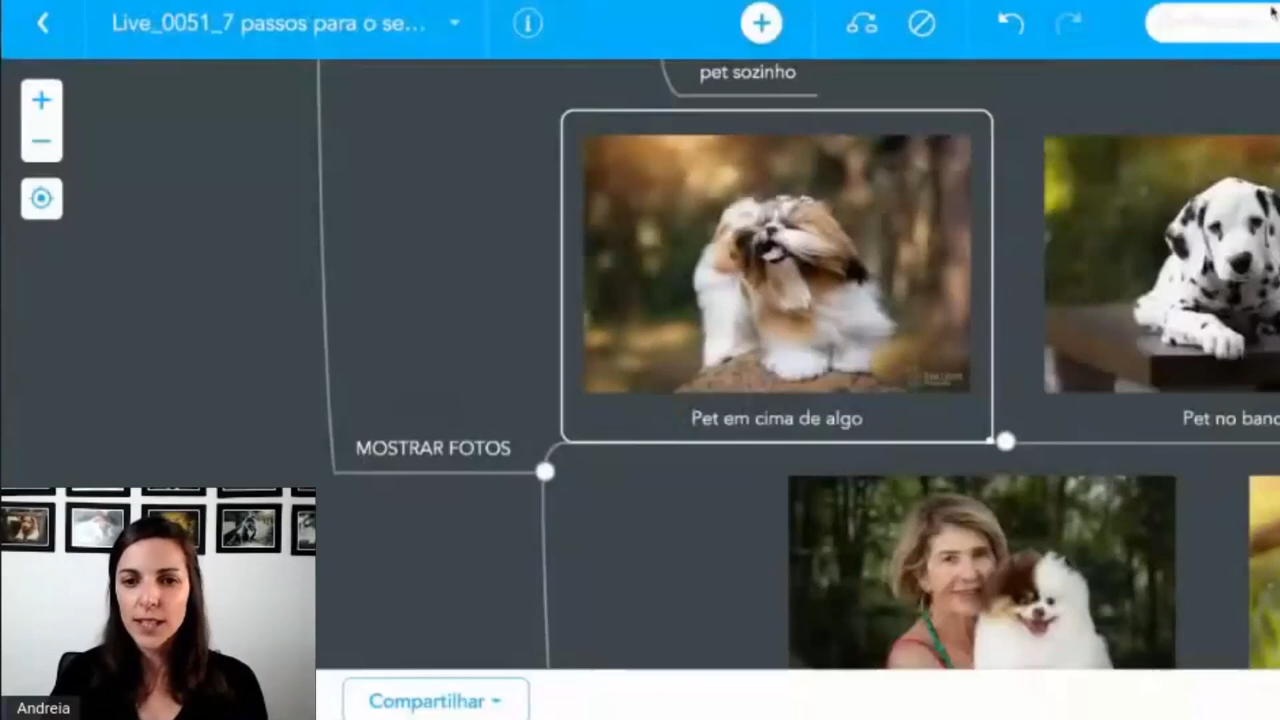 Live_0051_7 passos para o se...
pet sozinho
Pet em cima de algo
Pet no banc
MOSTRAR FOTOS
Andreia
Compartilhar